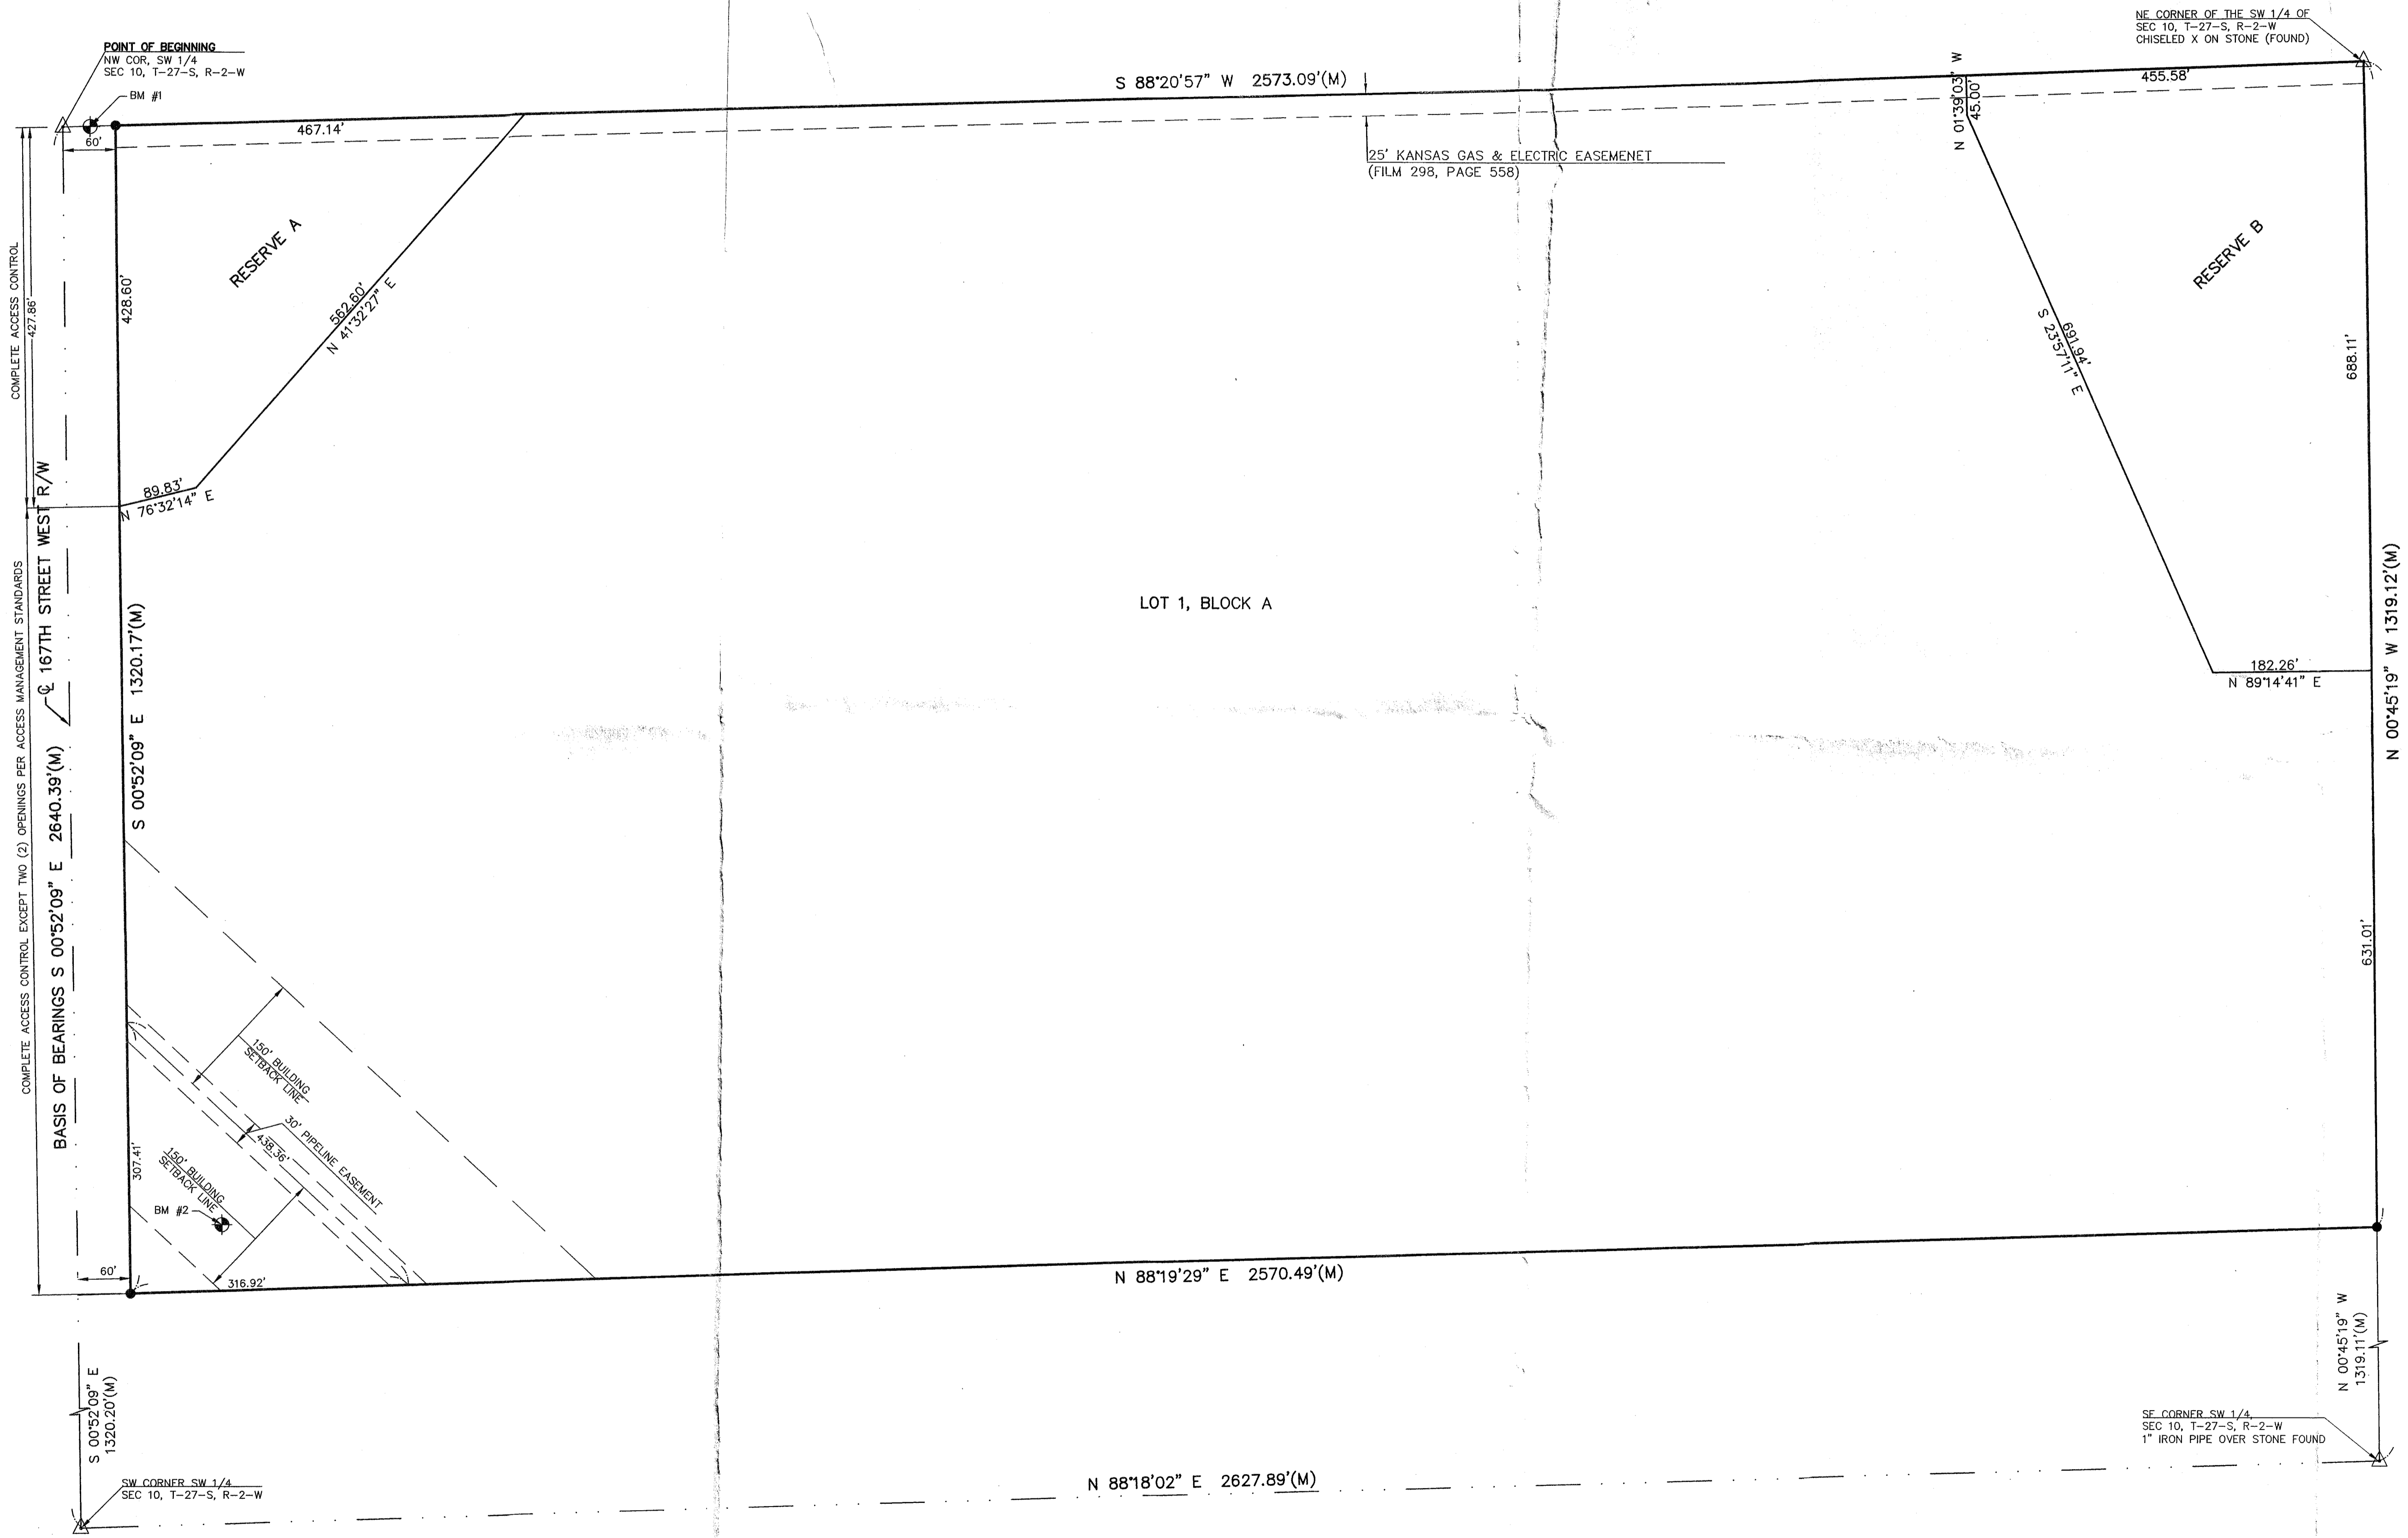 NE CORNER OF THE SW 1/4 OF
SEC 10, T-27-S, R-2-W
CHISELED X ON STONE (FOUND)
POINT OF BEGINNING
NW COR, SW 1/4
SEC 10, T-27-S, R-2-W
BM #1
S 88°20'57" W 2573.09'(M)
455.58'
467.14'
60'
N 01°39'03" W
45.00'
25' KANSAS GAS & ELECTRIC EASEMENET
(FILM 298, PAGE 558)
RESERVE A
RESERVE B
COMPLETE ACCESS CONTROL
427.86'
428.60'
562.60'
N 41°32'27" E
691.94'
S 23°57'11" E
688.11'
89.83'
N 76°32'14" E
LOT 1, BLOCK A
182.26'
N 89°14'41" E
N 00°45'19" W 1319.12'(M)
COMPLETE ACCESS CONTROL EXCEPT TWO (2) OPENINGS PER ACCESS MANAGEMENT STANDARDS
℄ 167TH STREET WEST R/W
BASIS OF BEARINGS S 00°52'09" E 2640.39'(M)
S 00°52'09" E 1320.17'(M)
631.01'
150' BUILDING
SETBACK LINE
30' PIPELINE EASEMENT
438.36'
307.41'
150' BUILDING
SETBACK LINE
BM #2
60'
316.92'
N 88°19'29" E 2570.49'(M)
N 00°45'19" W
1319.11'(M)
S 00°52'09" E
1320.20'(M)
SE CORNER SW 1/4,
SEC 10, T-27-S, R-2-W
1" IRON PIPE OVER STONE FOUND
SW CORNER SW 1/4
SEC 10, T-27-S, R-2-W
N 88°18'02" E 2627.89'(M)